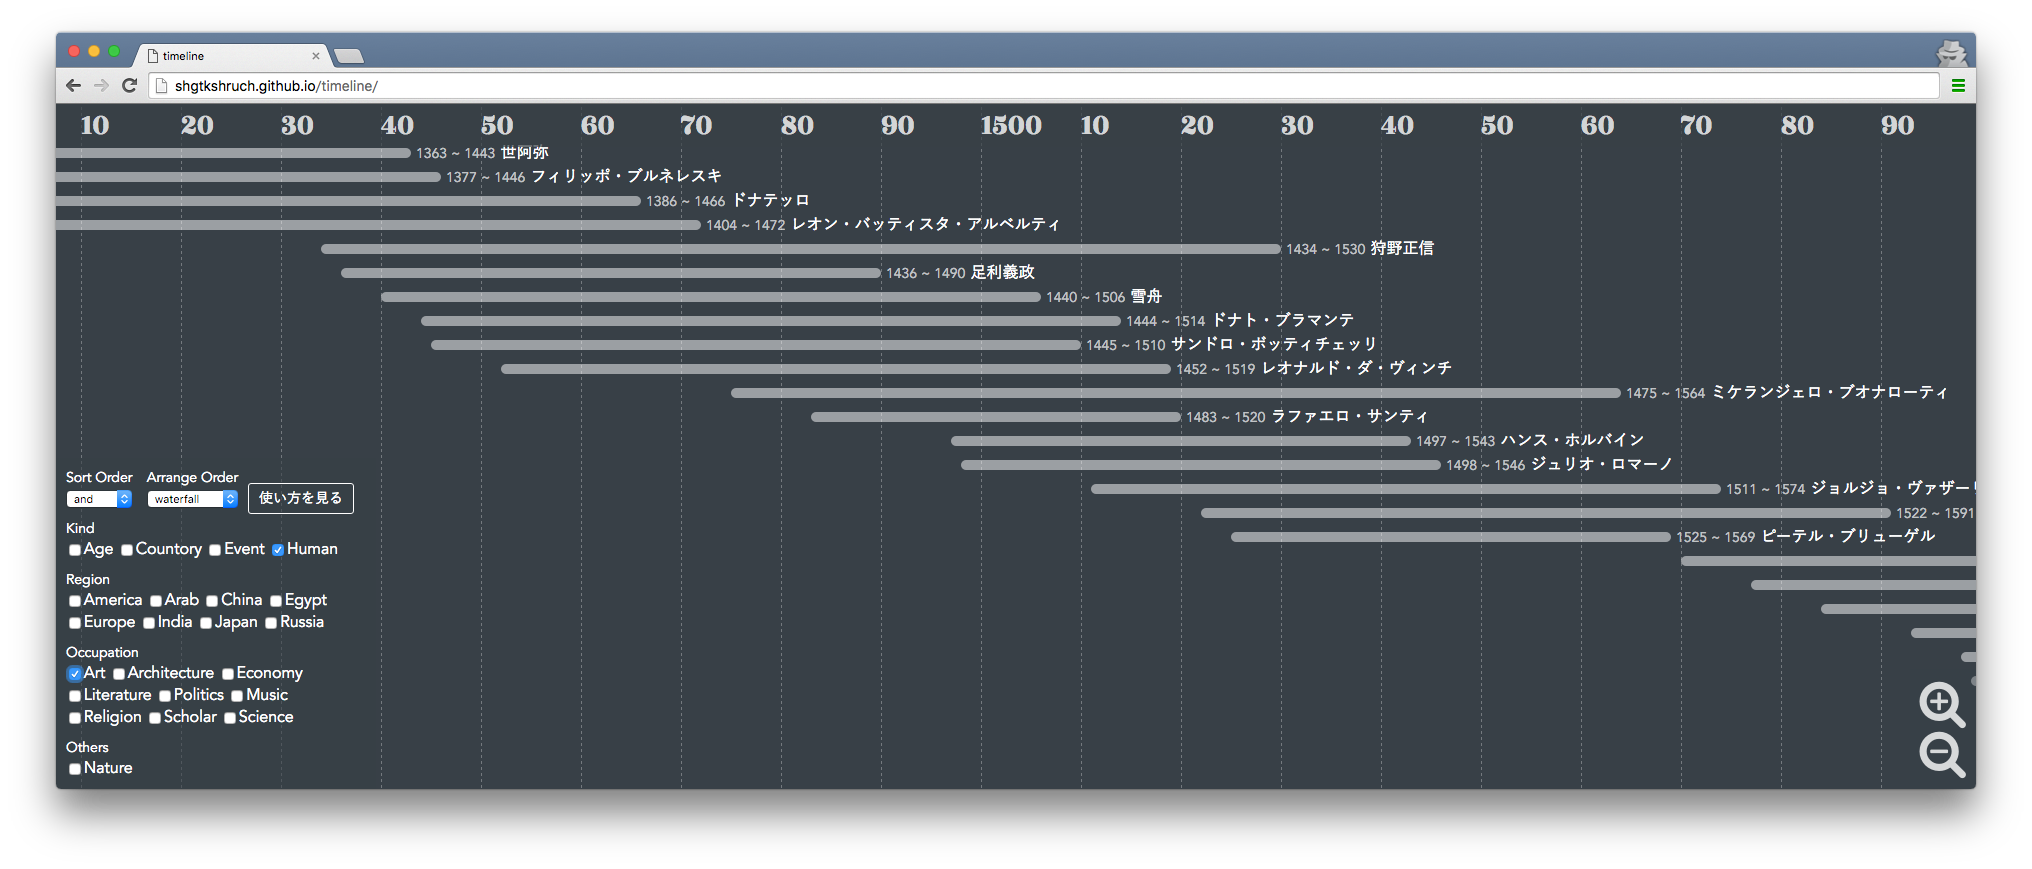 timeline
shgtkshruch.github.io/timeline/
10 20 30 40 50 60 70 80 90 1500 10 20 30 40 50 60 70 80 90
1363 ~ 1443 世阿弥
1377 ~ 1446 フィリッポ・ブルネレスキ
1386 ~ 1466 ドナテッロ
1404 ~ 1472 レオン・バッティスタ・アルベルティ
1434 ~ 1530 狩野正信
1436 ~ 1490 足利義政
1440 ~ 1506 雪舟
1444 ~ 1514 ドナト・ブラマンテ
1445 ~ 1510 サンドロ・ボッティチェッリ
1452 ~ 1519 レオナルド・ダ・ヴィンチ
1475 ~ 1564 ミケランジェロ・ブオナローティ
1483 ~ 1520 ラファエロ・サンティ
1497 ~ 1543 ハンス・ホルバイン
1498 ~ 1546 ジュリオ・ロマーノ
1511 ~ 1574 ジョルジョ・ヴァザー
1522 ~ 1591
1525 ~ 1569 ピーテル・ブリューゲル
Sort Order Arrange Order
and waterfall 使い方を見る
Kind
Age Countory Event Human
Region
America Arab China Egypt
Europe India Japan Russia
Occupation
Art Architecture Economy
Literature Politics Music
Religion Scholar Science
Others
Nature